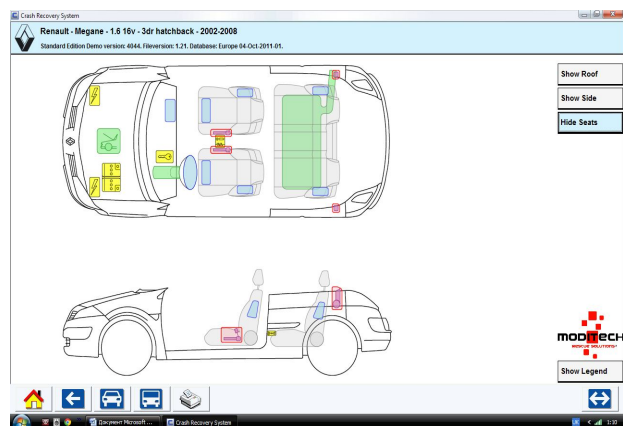 Crash Recovery System
Renault - Megane - 1.6 16v - 3dr hatchback - 2002-2008
Standard Edition Demo version: 4044. Fileversion: 1.21. Database: Europe 04-Oct-2011-01.
Show Roof
Show Side
Hide Seats
MODITECH
RESCUE SOLUTIONS
Show Legend
Документ Microsoft ...
Crash Recovery System
1:10